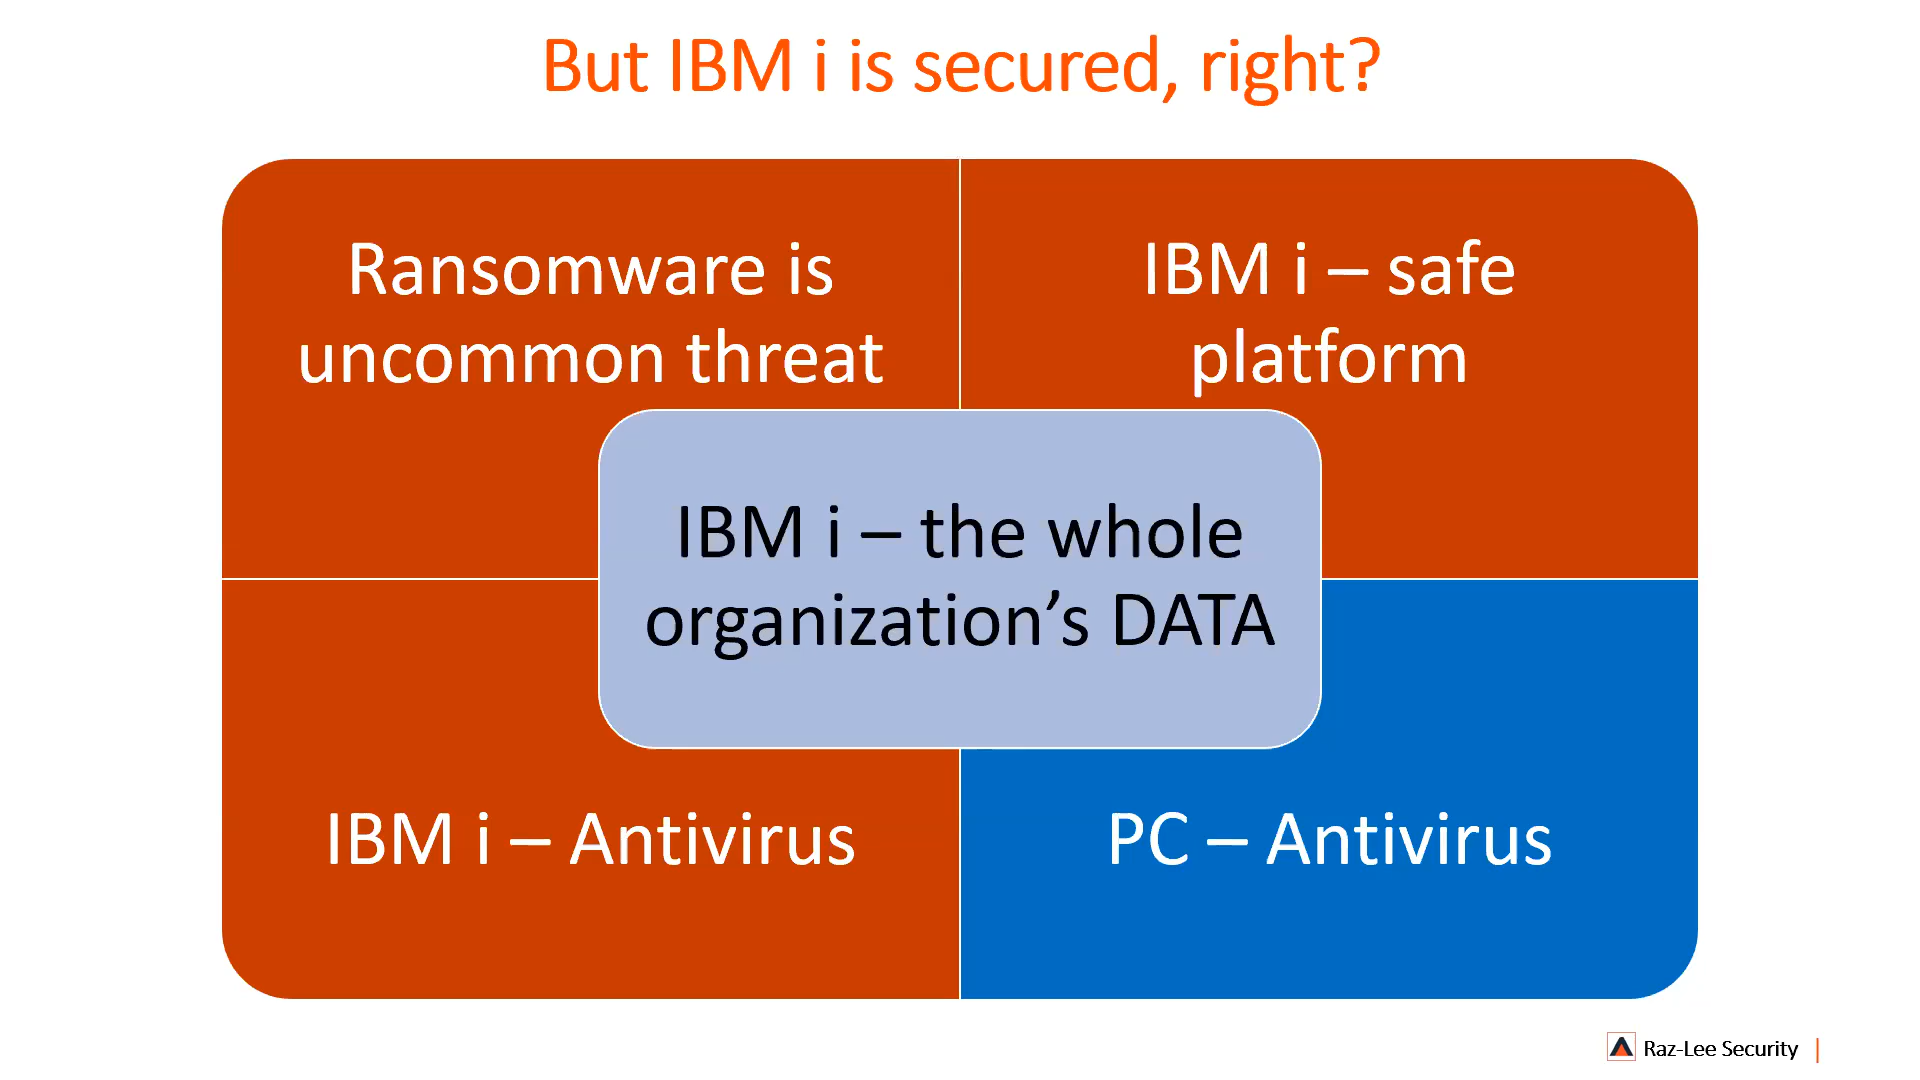 But IBM i is secured, right?
Ransomware is
uncommon threat
IBM i – safe
platform
IBM i – the whole
organization’s DATA
IBM i – Antivirus
PC – Antivirus
Raz-Lee Security